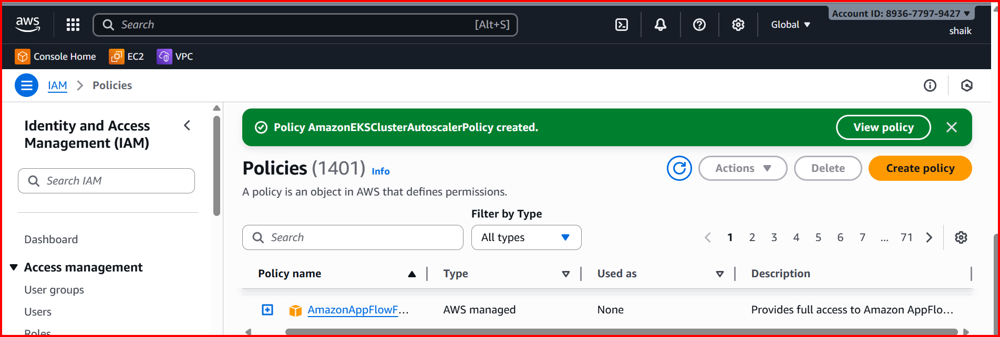 aws
Search
[Alt+S]
Global
Account ID: 8936-7797-9427
shaik
Console Home
EC2
VPC
IAM
Policies
Identity and Access
Management (IAM)
Search IAM
Dashboard
Access management
User groups
Users
Roles
Policy AmazonEKSClusterAutoscalerPolicy created.
View policy
Policies (1401) Info
Actions
Delete
Create policy
A policy is an object in AWS that defines permissions.
Filter by Type
Search
All types
1 2 3 4 5 6 7 ... 71
Policy name
Type
Used as
Description
AmazonAppFlowF...
AWS managed
None
Provides full access to Amazon AppFlo...